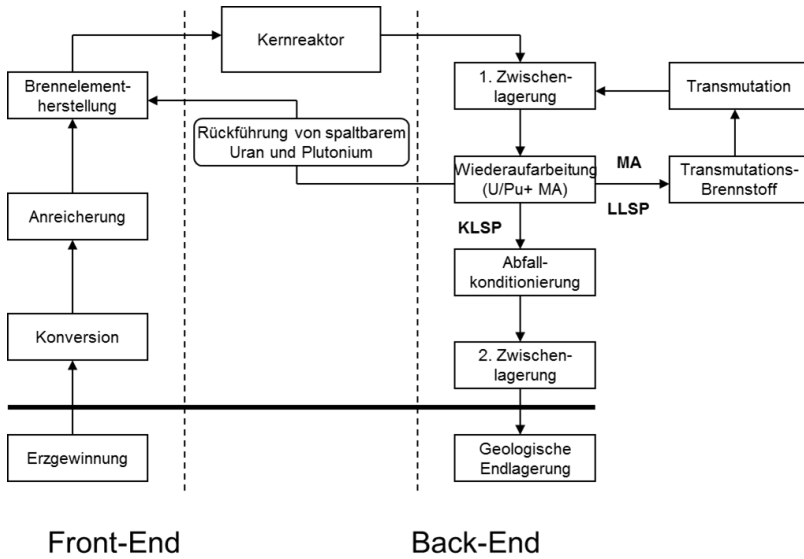 Kernreaktor
Brennelement-
herstellung
1. Zwischen-
lagerung
Transmutation
Rückführung von spaltbarem
Uran und Plutonium
Wiederaufarbeitung
(U/Pu+ MA)
MA
LLSP
Transmutations-
Brennstoff
Anreicherung
KLSP
Abfall-
konditionierung
Konversion
2. Zwischen-
lagerung
Erzgewinnung
Geologische
Endlagerung
Front-End
Back-End